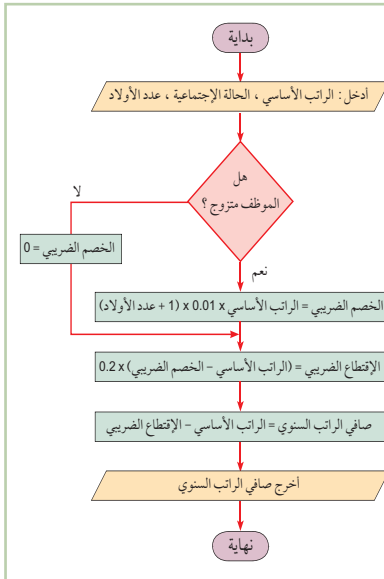 بداية
أدخل : الراتب الأساسي ، الحالة الإجتماعية ، عدد الأولاد
هل
الموظف متزوج ؟
لا
الخصم الضريبي = 0
نعم
الخصم الضريبي = الراتب الأساسي x 0.01 x (1 + عدد الأولاد)
الإقتطاع الضريبي = (الراتب الأساسي – الخصم الضريبي) x 0.2
صافي الراتب السنوي = الراتب الأساسي – الإقتطاع الضريبي
أخرج صافي الراتب السنوي
نهاية